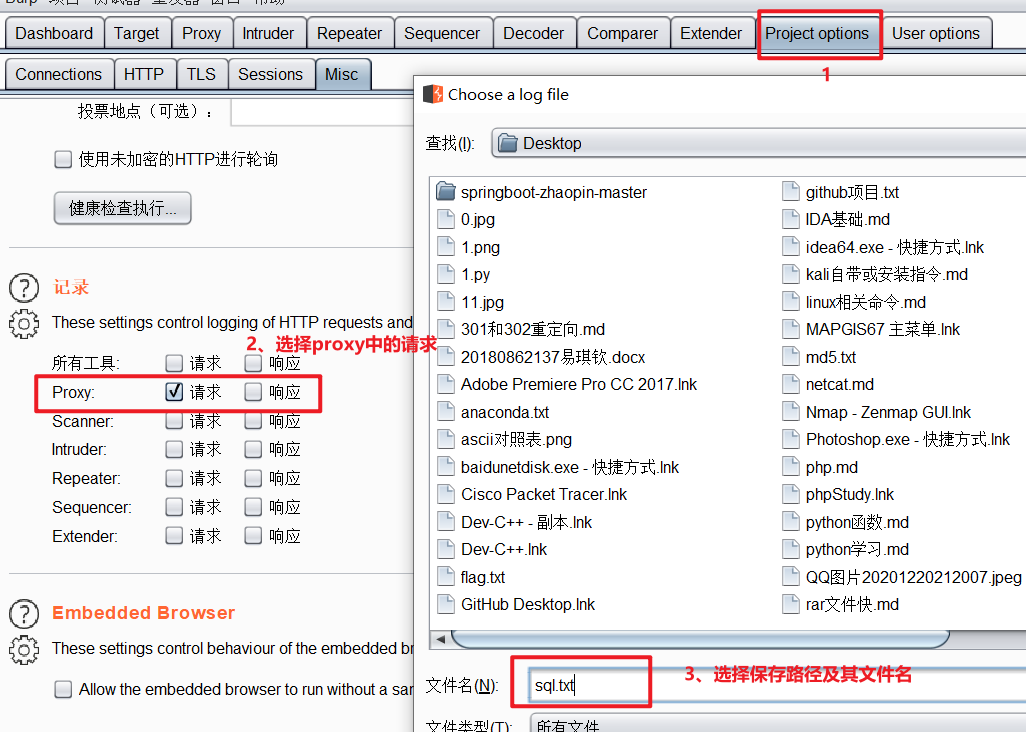 Dashboard Target Proxy Intruder Repeater Sequencer Decoder Comparer Extender Project options User options
1
Connections HTTP TLS Sessions Misc
投票地点（可选）：
使用未加密的HTTP进行轮询
健康检查执行...
记录
These settings control logging of HTTP requests and
2、选择proxy中的请求
所有工具: 请求 响应
Proxy: 请求 响应
Scanner: 请求 响应
Intruder: 请求 响应
Repeater: 请求 响应
Sequencer: 请求 响应
Extender: 请求 响应
Embedded Browser
These settings control behaviour of the embedded br
Allow the embedded browser to run without a sar
Choose a log file
查找(I): Desktop
springboot-zhaopin-master
0.jpg
1.png
1.py
11.jpg
301和302重定向.md
20180862137易琪钦.docx
Adobe Premiere Pro CC 2017.lnk
anaconda.txt
ascii对照表.png
baidunetdisk.exe - 快捷方式.lnk
Cisco Packet Tracer.lnk
Dev-C++ - 副本.lnk
Dev-C++.lnk
flag.txt
GitHub Desktop.lnk
github项目.txt
IDA基础.md
idea64.exe - 快捷方式.lnk
kali自带或安装指令.md
linux相关命令.md
MAPGIS67 主菜单.lnk
md5.txt
netcat.md
Nmap - Zenmap GUI.lnk
Photoshop.exe - 快捷方式.lnk
php.md
phpStudy.lnk
python函数.md
python学习.md
QQ图片20201220212007.jpeg
rar文件快.md
文件名(N): sql.txt
3、选择保存路径及其文件名
文件类型(T): 所有文件